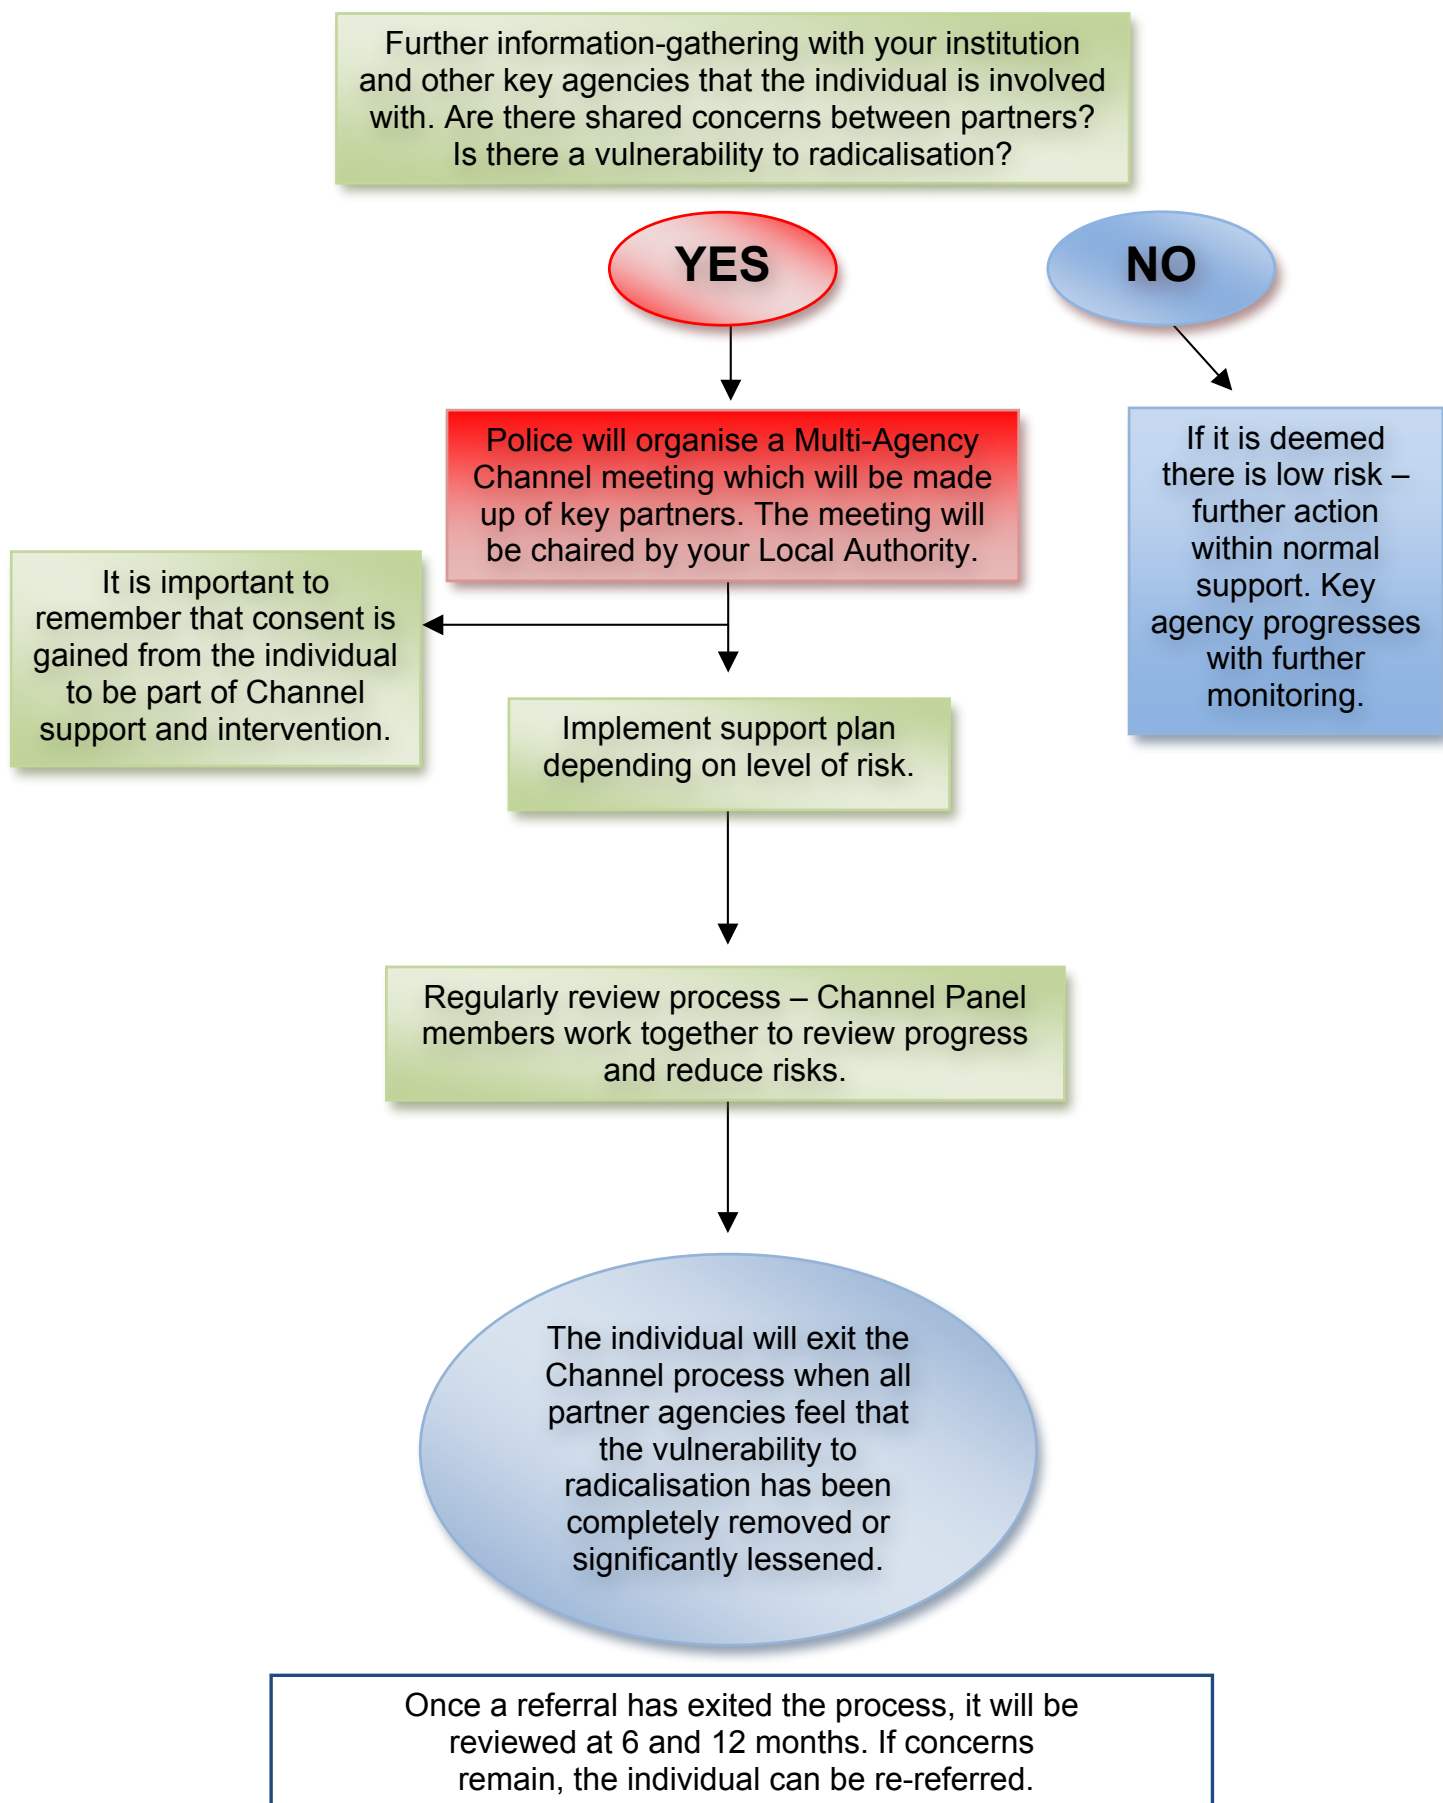 Further information-gathering with your institution
and other key agencies that the individual is involved
with. Are there shared concerns between partners?
Is there a vulnerability to radicalisation?
YES
NO
Police will organise a Multi-Agency
Channel meeting which will be made
up of key partners. The meeting will
be chaired by your Local Authority.
If it is deemed
there is low risk –
further action
within normal
support. Key
agency progresses
with further
monitoring.
It is important to
remember that consent is
gained from the individual
to be part of Channel
support and intervention.
Implement support plan
depending on level of risk.
Regularly review process – Channel Panel
members work together to review progress
and reduce risks.
The individual will exit the
Channel process when all
partner agencies feel that
the vulnerability to
radicalisation has been
completely removed or
significantly lessened.
Once a referral has exited the process, it will be
reviewed at 6 and 12 months. If concerns
remain, the individual can be re-referred.